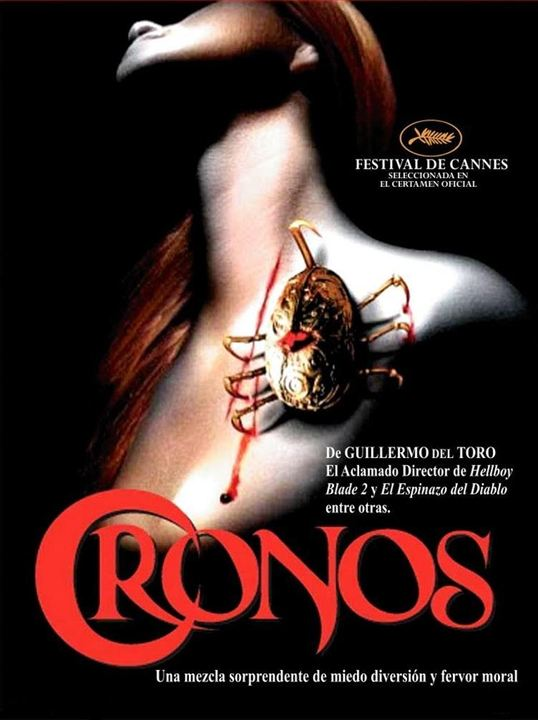 FESTIVAL DE CANNES
SELECCIONADA EN
EL CERTAMEN OFICIAL
De GUILLERMO DEL TORO
El Aclamado Director de Hellboy
Blade 2 y El Espinazo del Diablo
entre otras.
CRONOS
Una mezcla sorprendente de miedo diversión y fervor moral